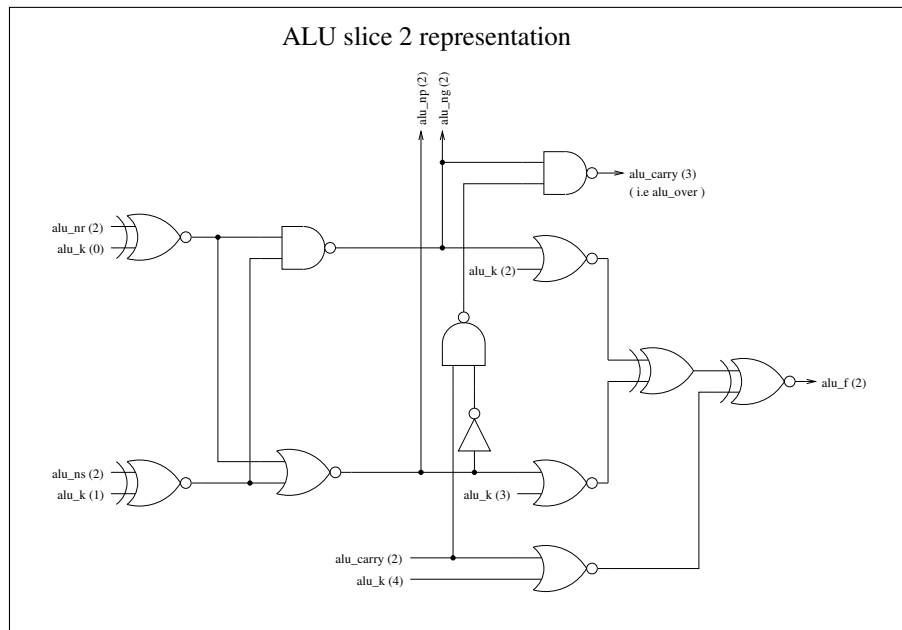 ALU slice 2 representation
alu_np (2)
alu_ng (2)
alu_carry (3)
( i.e alu_over )
alu_nr (2)
alu_k (0)
alu_k (2)
alu_f (2)
alu_ns (2)
alu_k (1)
alu_k (3)
alu_carry (2)
alu_k (4)